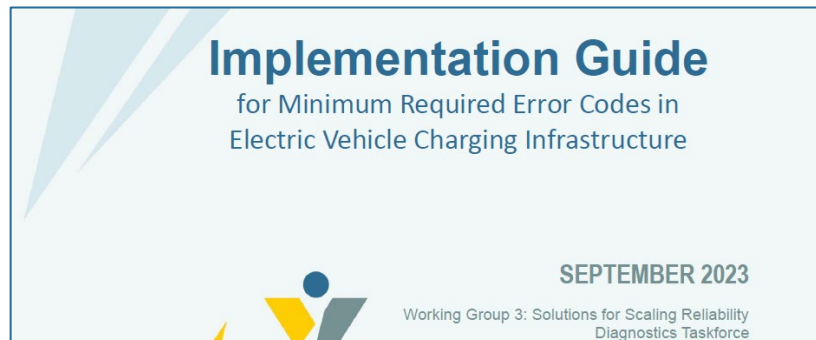 Implementation Guide
for Minimum Required Error Codes in
Electric Vehicle Charging Infrastructure
SEPTEMBER 2023
Working Group 3: Solutions for Scaling Reliability
Diagnostics Taskforce